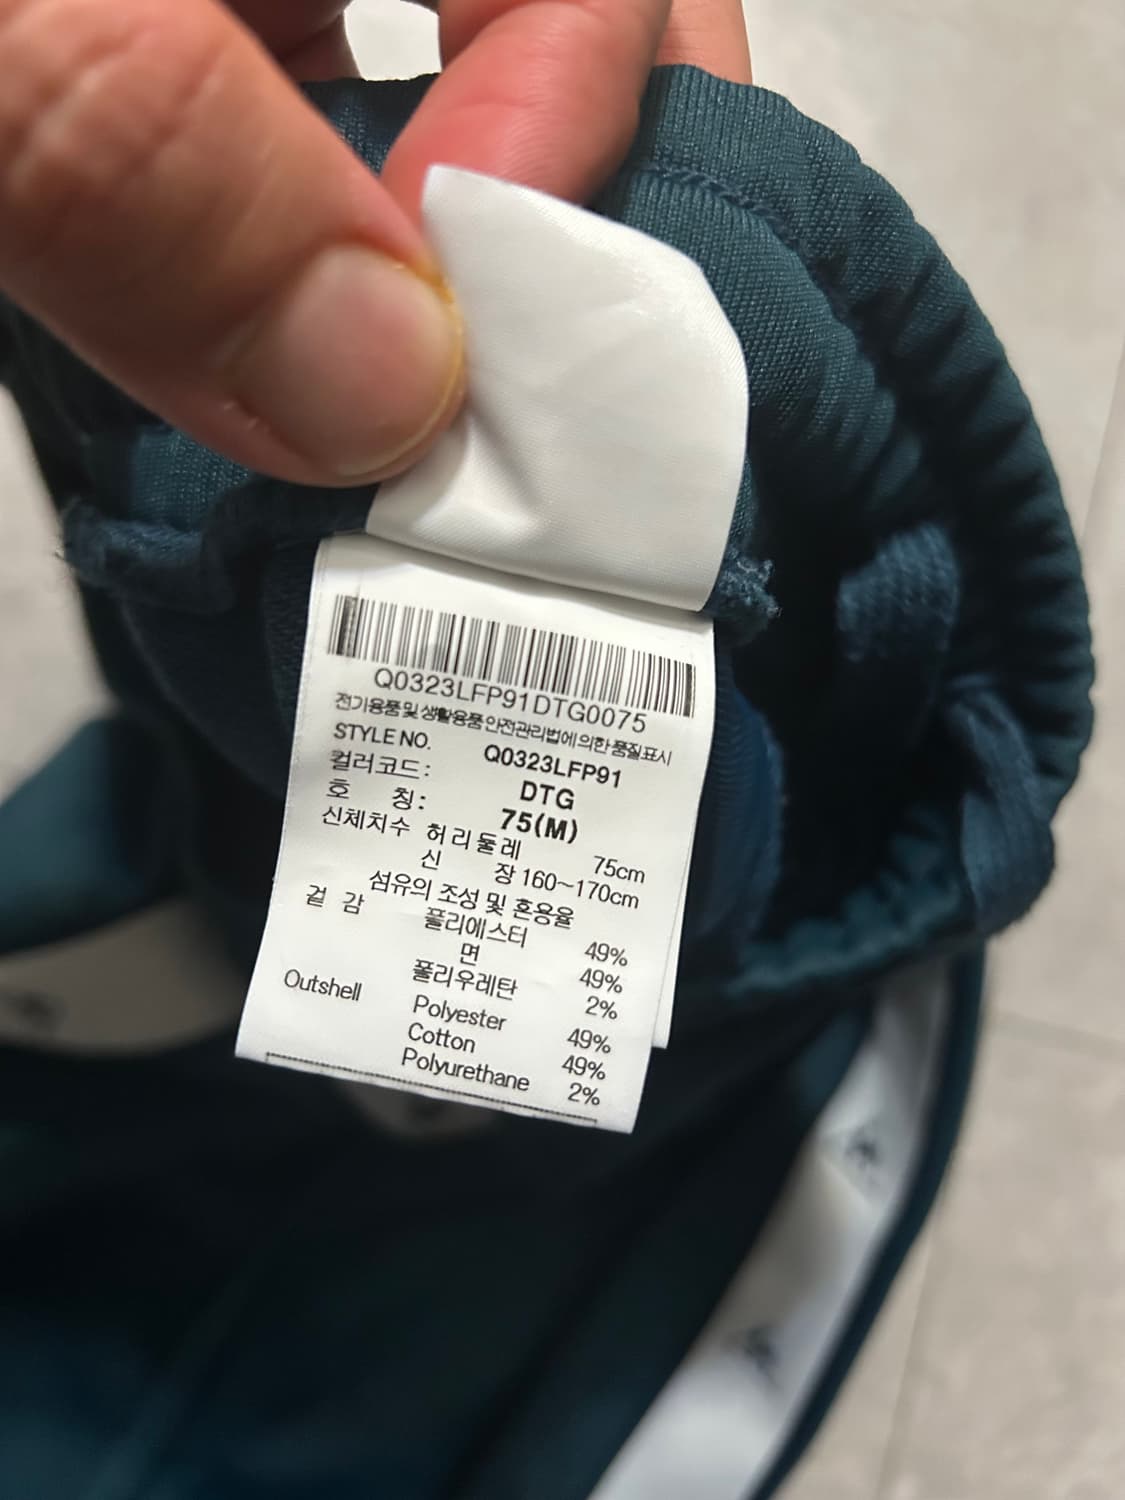 Q0323LFP91DTG0075
전기용품 및 생활용품 안전관리법에 의한 품질표시
STYLE NO. Q0323LFP91
컬러코드: DTG
호 칭: 75(M)
신체치수 허리둘레 75cm
신 장 160~170cm
섬유의 조성 및 혼용율
겉 감 폴리에스터 49%
면 49%
폴리우레탄 2%
Outshell Polyester 49%
Cotton 49%
Polyurethane 2%